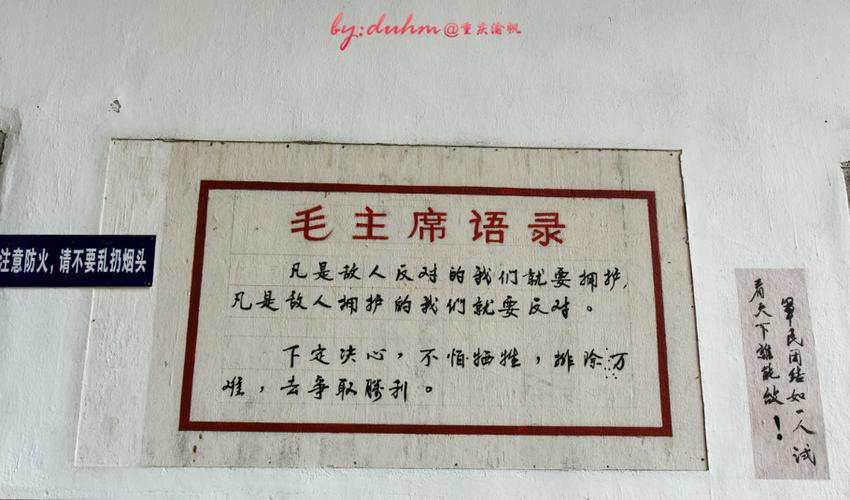 by:duhm@重庆渝帆
毛主席语录
凡是敌人反对的我们就要拥护,
凡是敌人拥护的我们就要反对。
下定决心，不怕牺牲，排除万
难，去争取胜利。
注意防火，请不要乱扔烟头
军民团结如一人试
看天下谁能敌！